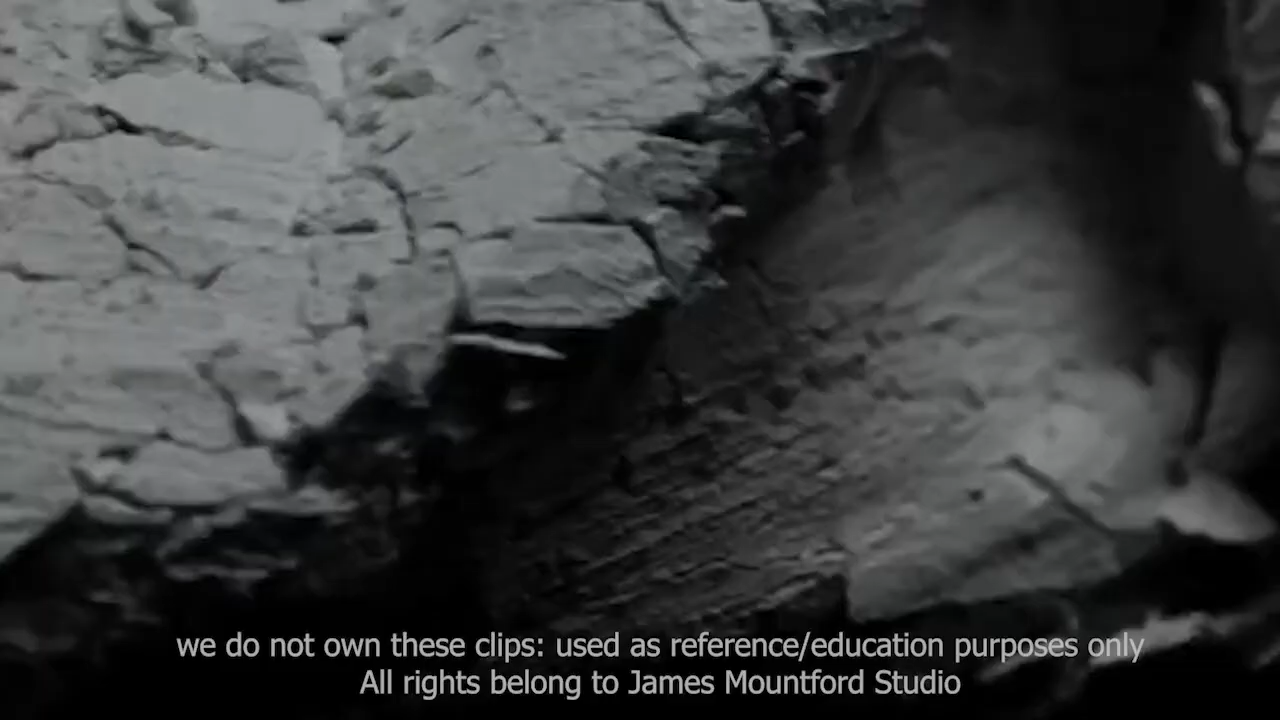 we do not own these clips: used as reference/education purposes only
All rights belong to James Mountford Studio